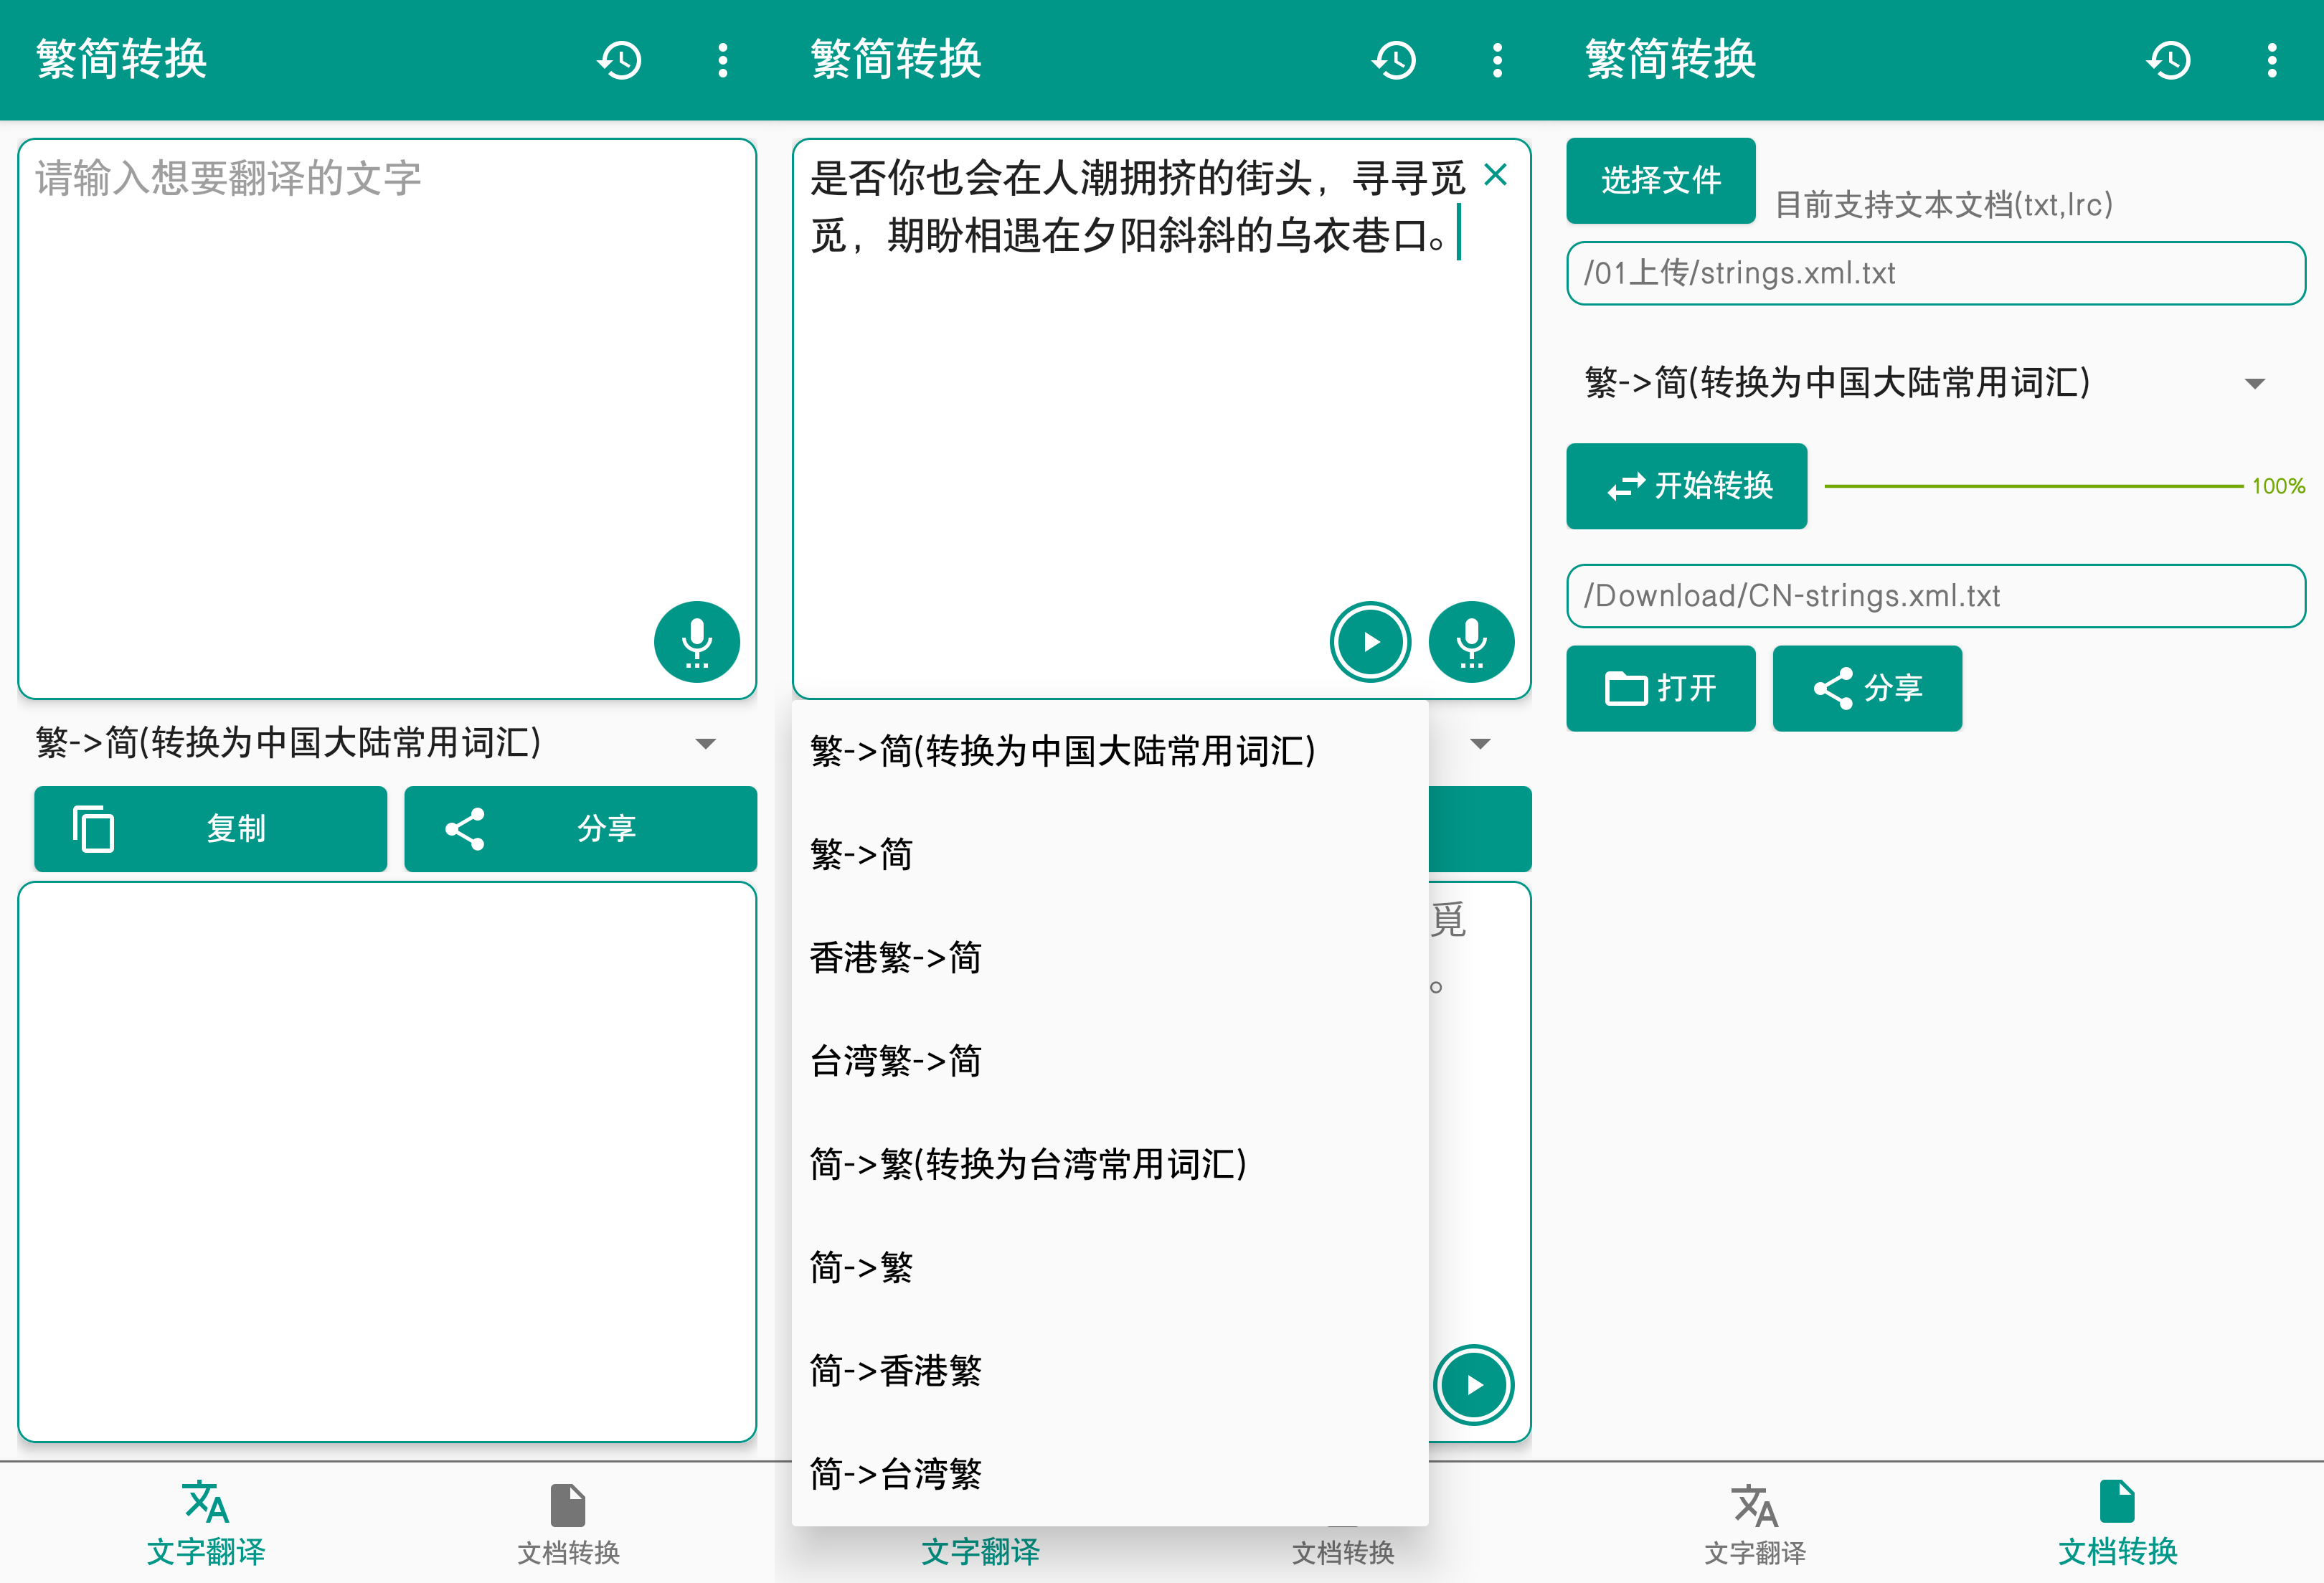 繁简转换
请输入想要翻译的文字
繁->简(转换为中国大陆常用词汇)
复制
分享
文字翻译
文档转换
繁简转换
是否你也会在人潮拥挤的街头，寻寻觅
觅，期盼相遇在夕阳斜斜的乌衣巷口。
繁->简(转换为中国大陆常用词汇)
繁->简
香港繁->简
台湾繁->简
简->繁(转换为台湾常用词汇)
简->繁
简->香港繁
简->台湾繁
覓
。
文字翻译
文档转换
繁简转换
选择文件
目前支持文本文档(txt,lrc)
/01上传/strings.xml.txt
繁->简(转换为中国大陆常用词汇)
开始转换
100%
/Download/CN-strings.xml.txt
打开
分享
文字翻译
文档转换